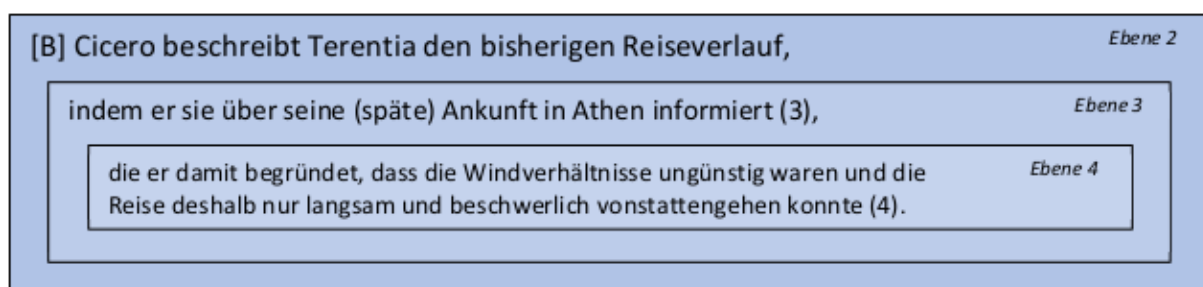 [B] Cicero beschreibt Terentia den bisherigen Reiseverlauf, Ebene 2
indem er sie über seine (späte) Ankunft in Athen informiert (3), Ebene 3
die er damit begründet, dass die Windverhältnisse ungünstig waren und die Ebene 4
Reise deshalb nur langsam und beschwerlich vonstattengehen konnte (4).